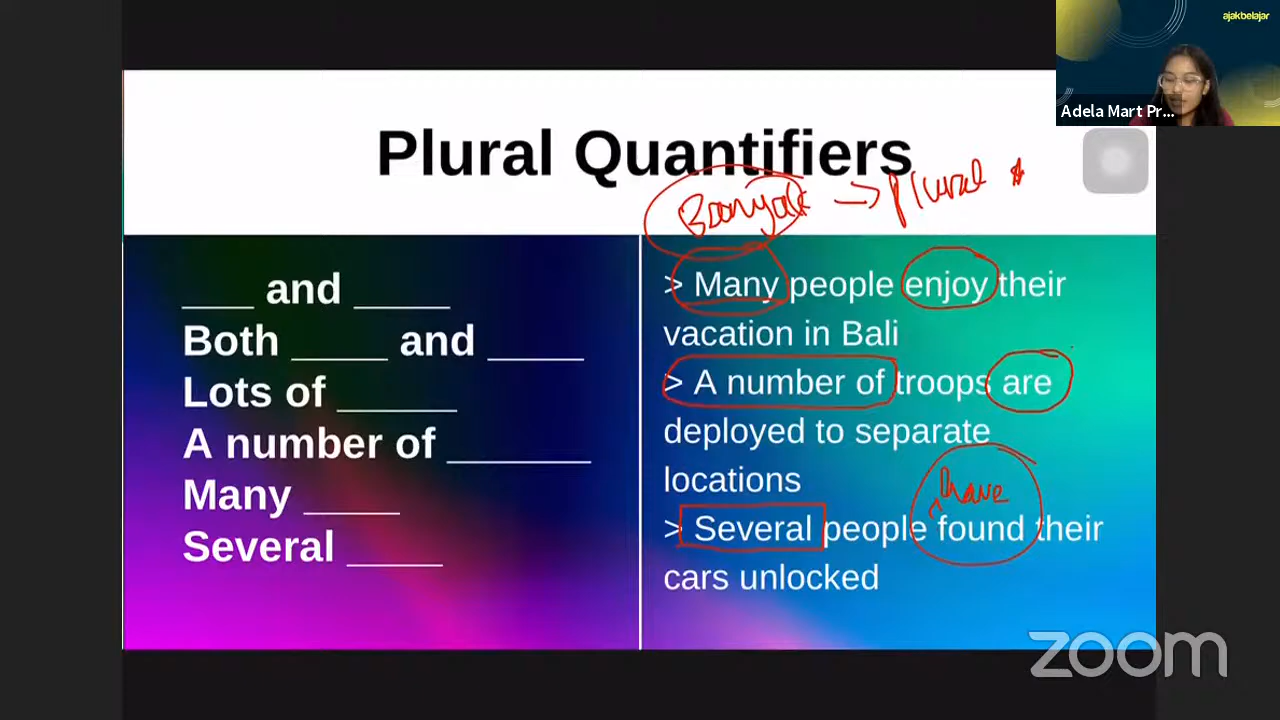 ajakbelajar
Adela Mart Pr...
Plural Quantifiers
Banyak → Plural *
____ and _____
Both _____ and _____
Lots of ______
A number of _______
Many _____
Several _____
> Many people enjoy their
vacation in Bali
> A number of troops are
deployed to separate
locations
have
> Several people found their
cars unlocked
zoom